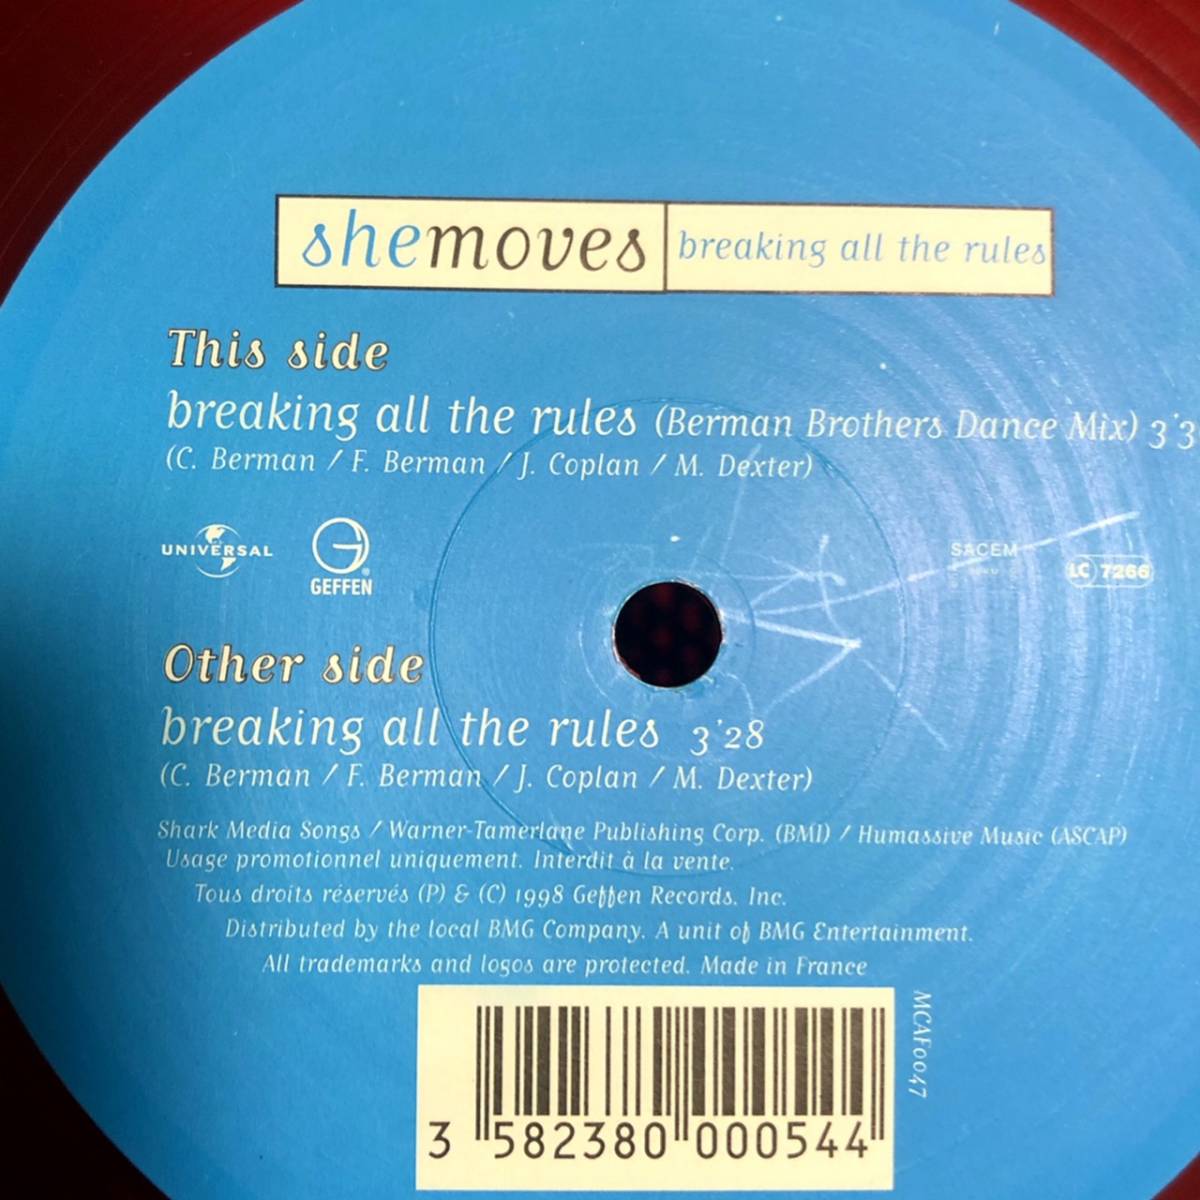 shemoves breaking all the rules
This side
breaking all the rules (Berman Brothers Dance Mix) 3'3
(C. Berman / F. Berman / J. Coplan / M. Dexter)
UNIVERSAL
GEFFEN
SACEM
LC 7266
Other side
breaking all the rules 3'28
(C. Berman / F. Berman / J. Coplan / M. Dexter)
Shark Media Songs / Warner-Tamerlane Publishing Corp. (BMI) / Humassive Music (ASCAP)
Usage promotionnel uniquement. Interdit à la vente.
Tous droits réservés (P) & (C) 1998 Geffen Records. Inc.
Distributed by the local BMG Company. A unit of BMG Entertainment.
All trademarks and logos are protected. Made in France
MCAF0047
3 582380 000544